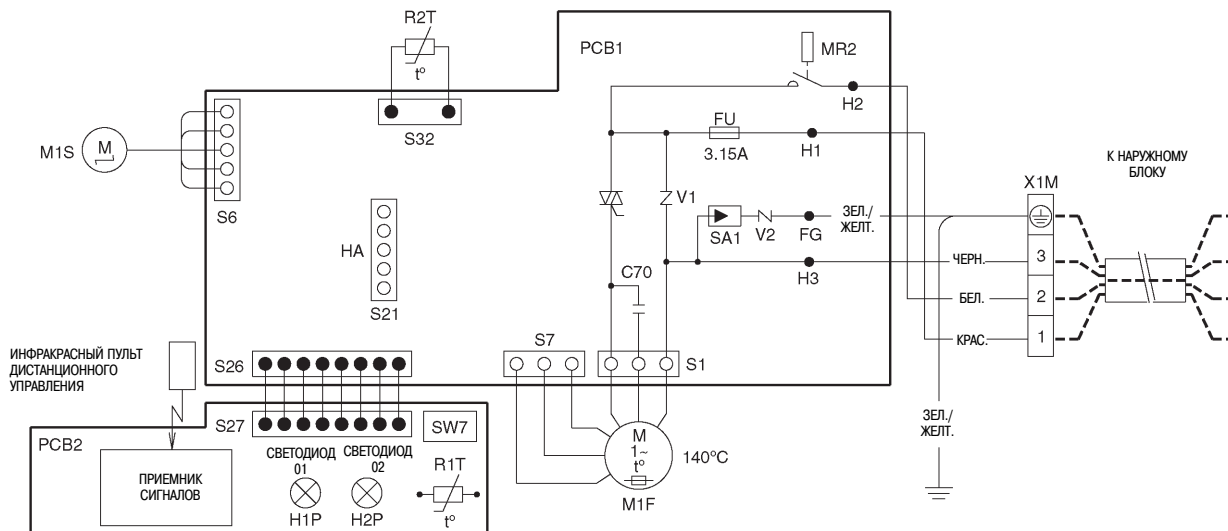 R2T
t°
S32
PCB1
MR2
H2
FU
3.15A
H1
M1S
M
S6
К НАРУЖНОМУ
БЛОКУ
X1M
V1
HA
S21
SA1
V2
FG
ЗЕЛ./
ЖЕЛТ.
3
ЧЕРН.
H3
C70
2
БЕЛ.
1
КРАС.
S7
S1
ИНФРАКРАСНЫЙ ПУЛЬТ
ДИСТАНЦИОННОГО
УПРАВЛЕНИЯ
S26
S27
SW7
PCB2
ПРИЕМНИК
СИГНАЛОВ
СВЕТОДИОД
01
H1P
СВЕТОДИОД
02
H2P
R1T
t°
M
1~
t°
140°C
M1F
ЗЕЛ./
ЖЕЛТ.